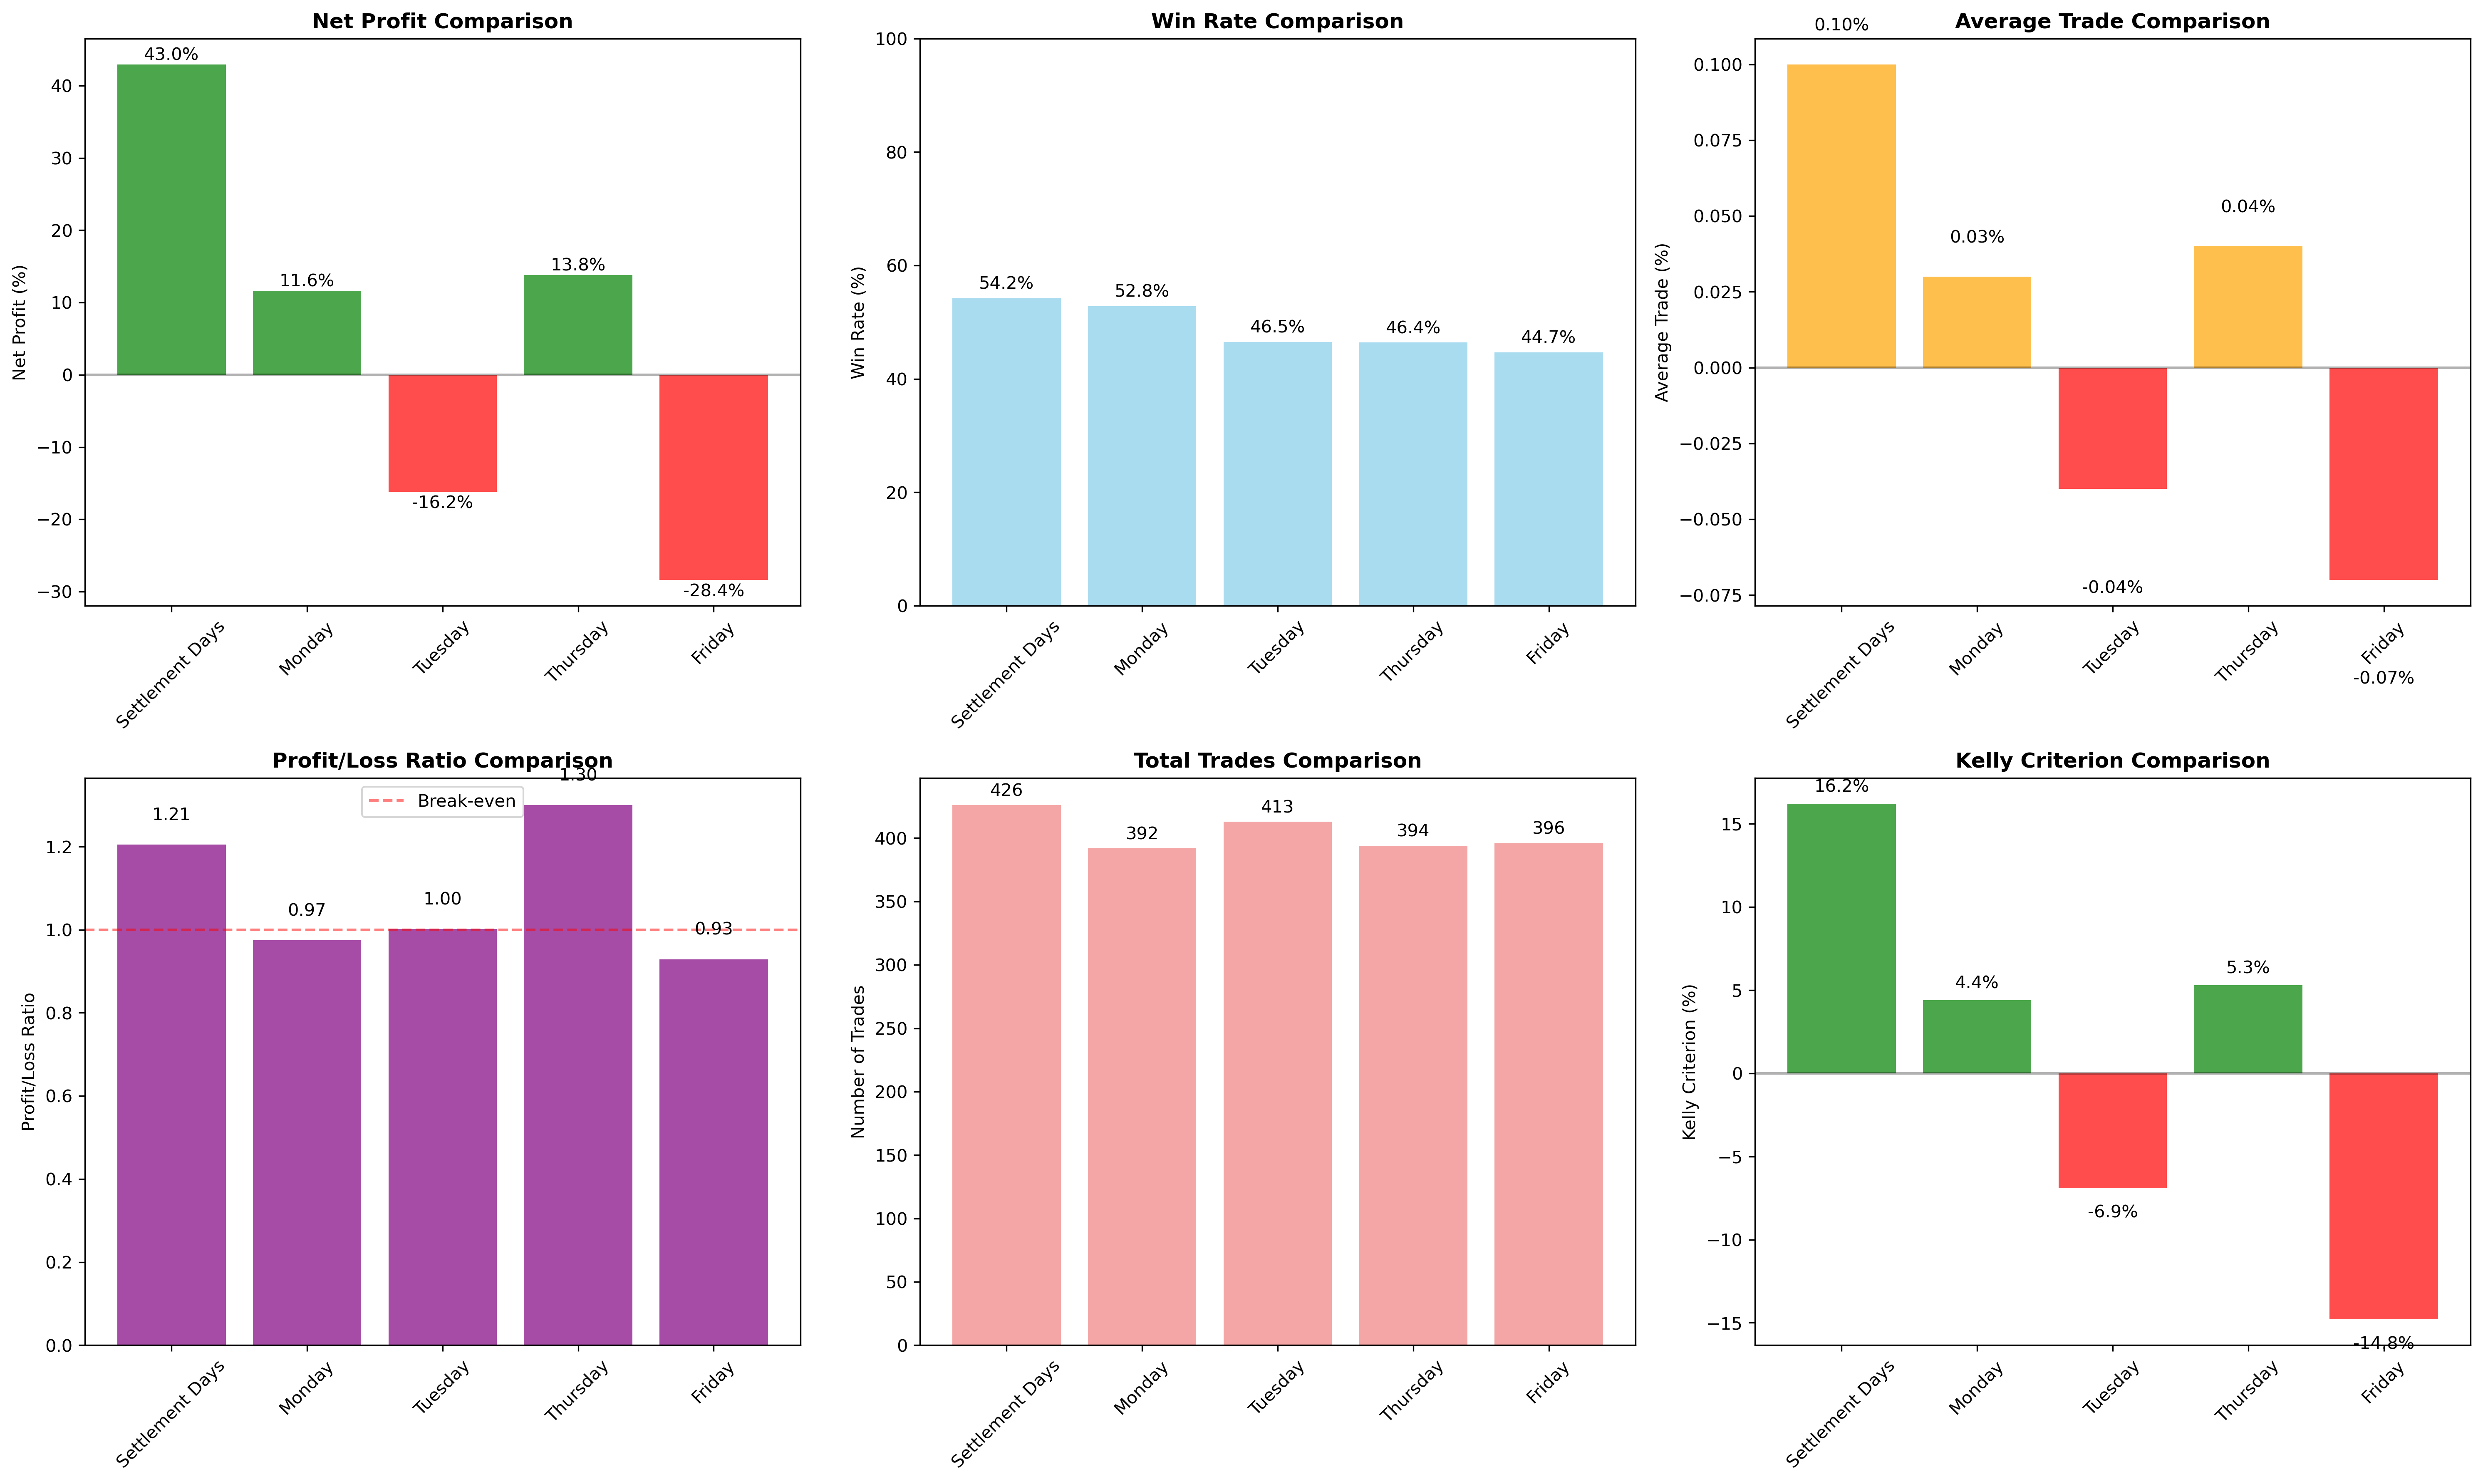 Net Profit Comparison
Net Profit (%)
40
30
20
10
0
−10
−20
−30
43.0%
11.6%
-16.2%
13.8%
-28.4%
Settlement Days
Monday
Tuesday
Thursday
Friday
Win Rate Comparison
Win Rate (%)
100
80
60
40
20
0
54.2%
52.8%
46.5%
46.4%
44.7%
Settlement Days
Monday
Tuesday
Thursday
Friday
Average Trade Comparison
Average Trade (%)
0.100
0.075
0.050
0.025
0.000
−0.025
−0.050
−0.075
0.10%
0.03%
-0.04%
0.04%
-0.07%
Settlement Days
Monday
Tuesday
Thursday
Friday
Profit/Loss Ratio Comparison
Profit/Loss Ratio
Break-even
1.2
1.0
0.8
0.6
0.4
0.2
0.0
1.21
0.97
1.00
1.30
0.93
Settlement Days
Monday
Tuesday
Thursday
Friday
Total Trades Comparison
Number of Trades
400
350
300
250
200
150
100
50
0
426
392
413
394
396
Settlement Days
Monday
Tuesday
Thursday
Friday
Kelly Criterion Comparison
Kelly Criterion (%)
15
10
5
0
−5
−10
−15
16.2%
4.4%
-6.9%
5.3%
-14.8%
Settlement Days
Monday
Tuesday
Thursday
Friday